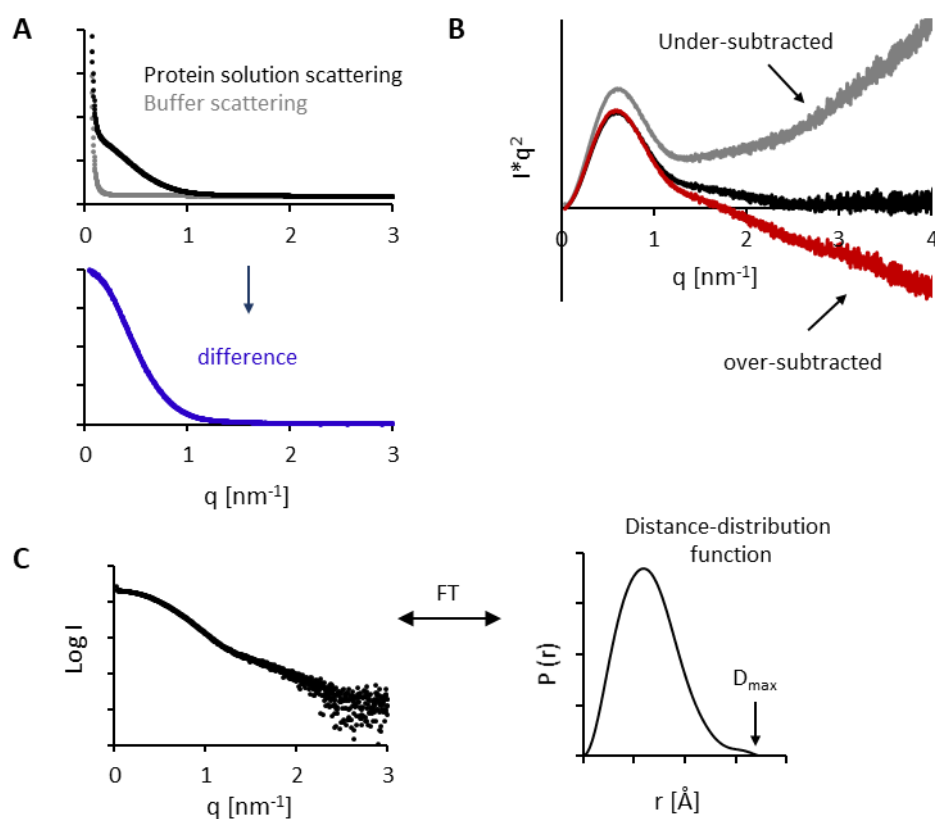 A
Protein solution scattering
Buffer scattering
0 1 2 3
difference
0 1 2 3
q [nm⁻¹]
B
Under-subtracted
I*q²
0 1 2 3 4
q [nm⁻¹]
over-subtracted
C
Log I
0 1 2 3
q [nm⁻¹]
FT
Distance-distribution
function
P (r)
Dmax
r [Å]